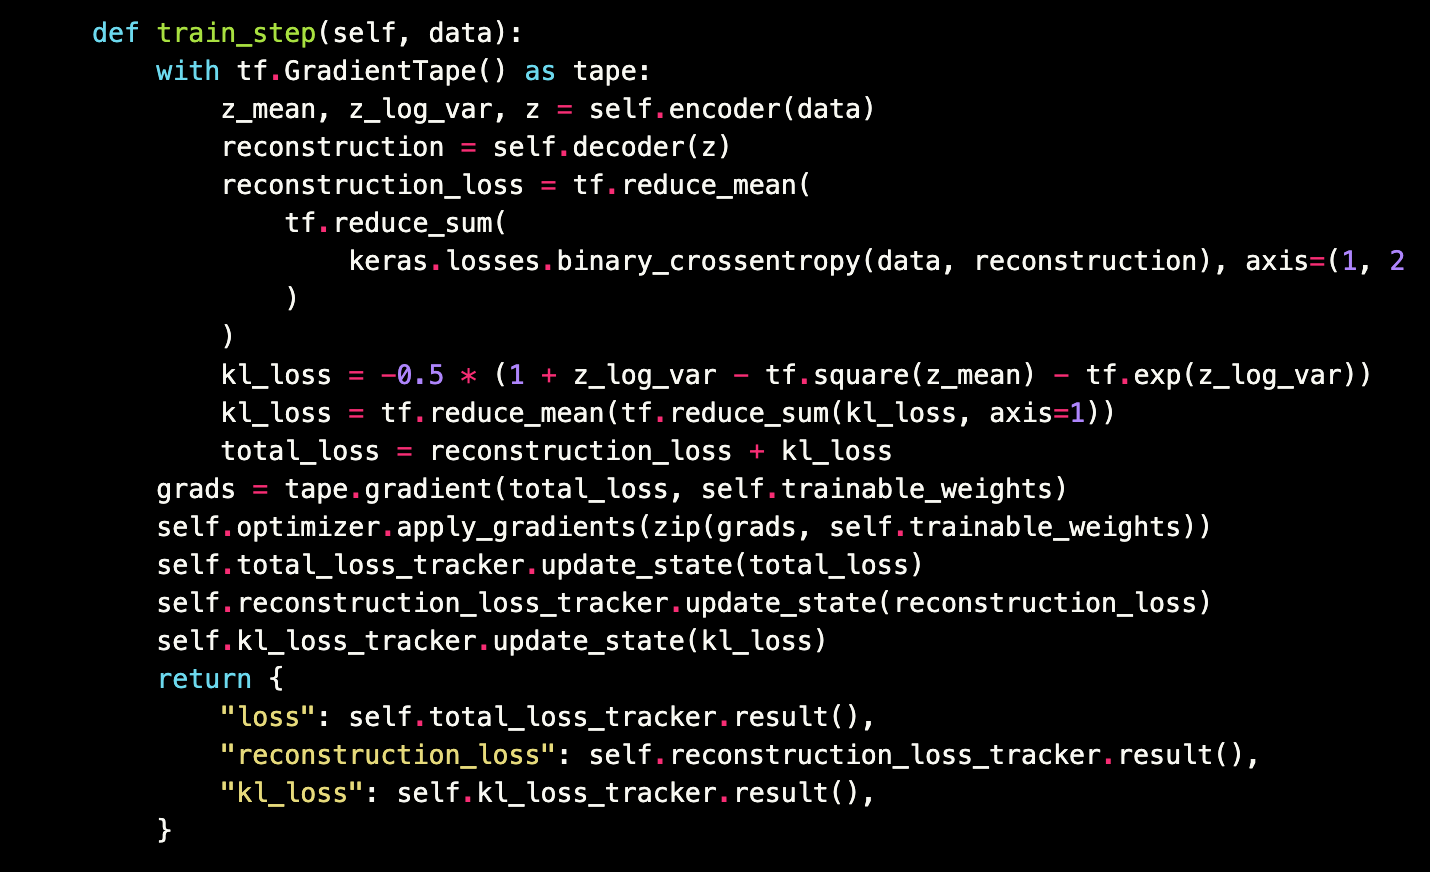 def train_step(self, data):
    with tf.GradientTape() as tape:
        z_mean, z_log_var, z = self.encoder(data)
        reconstruction = self.decoder(z)
        reconstruction_loss = tf.reduce_mean(
            tf.reduce_sum(
                keras.losses.binary_crossentropy(data, reconstruction), axis=(1, 2
            )
        )
        kl_loss = -0.5 * (1 + z_log_var - tf.square(z_mean) - tf.exp(z_log_var))
        kl_loss = tf.reduce_mean(tf.reduce_sum(kl_loss, axis=1))
        total_loss = reconstruction_loss + kl_loss
    grads = tape.gradient(total_loss, self.trainable_weights)
    self.optimizer.apply_gradients(zip(grads, self.trainable_weights))
    self.total_loss_tracker.update_state(total_loss)
    self.reconstruction_loss_tracker.update_state(reconstruction_loss)
    self.kl_loss_tracker.update_state(kl_loss)
    return {
        "loss": self.total_loss_tracker.result(),
        "reconstruction_loss": self.reconstruction_loss_tracker.result(),
        "kl_loss": self.kl_loss_tracker.result(),
    }